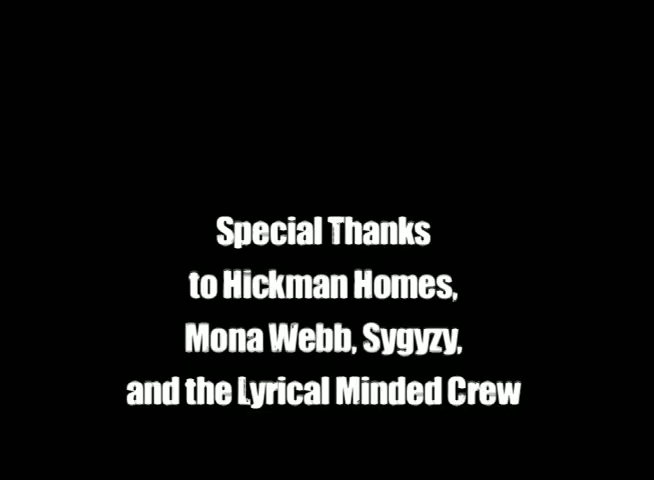 Special Thanks
to Hickman Homes,
Mona Webb, Sygyzy,
and the Lyrical Minded Crew